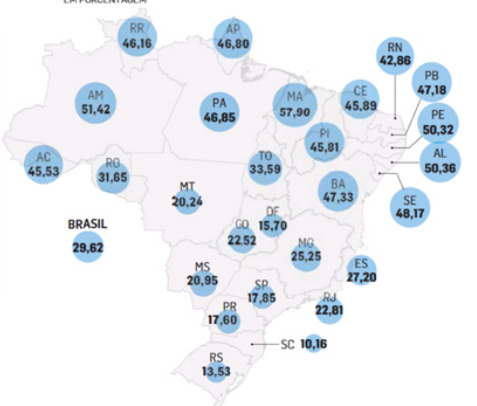 EM PORCENTAGEM
RR
46,16
AP
46,80
RN
42,86
PB
47,18
AM
51,42
PA
46,85
MA
57,90
CE
45,89
PE
50,32
PI
45,81
AC
45,53
RO
31,65
TO
33,59
AL
50,36
MT
20,24
BA
47,33
SE
48,17
BRASIL
29,62
DF
15,70
GO
22,52
MG
25,25
MS
20,95
ES
27,20
SP
17,85
RJ
22,81
PR
17,60
SC 10,16
RS
13,53